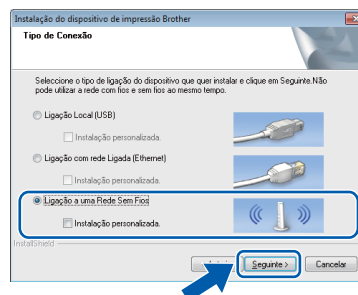 Instalação do dispositivo de impressão Brother
Tipo de Conexão
Seleccione o tipo de ligação do dispositivo que quer instalar e clique em Seguinte.Não
pode utilizar a rede com fios e sem fios ao mesmo tempo.
Ligação Local (USB)
Instalação personalizada.
Ligação com rede Ligada (Ethernet)
Instalação personalizada.
Ligação a uma Rede Sem Fios
Instalação personalizada.
InstallShield
Seguinte >
Cancelar